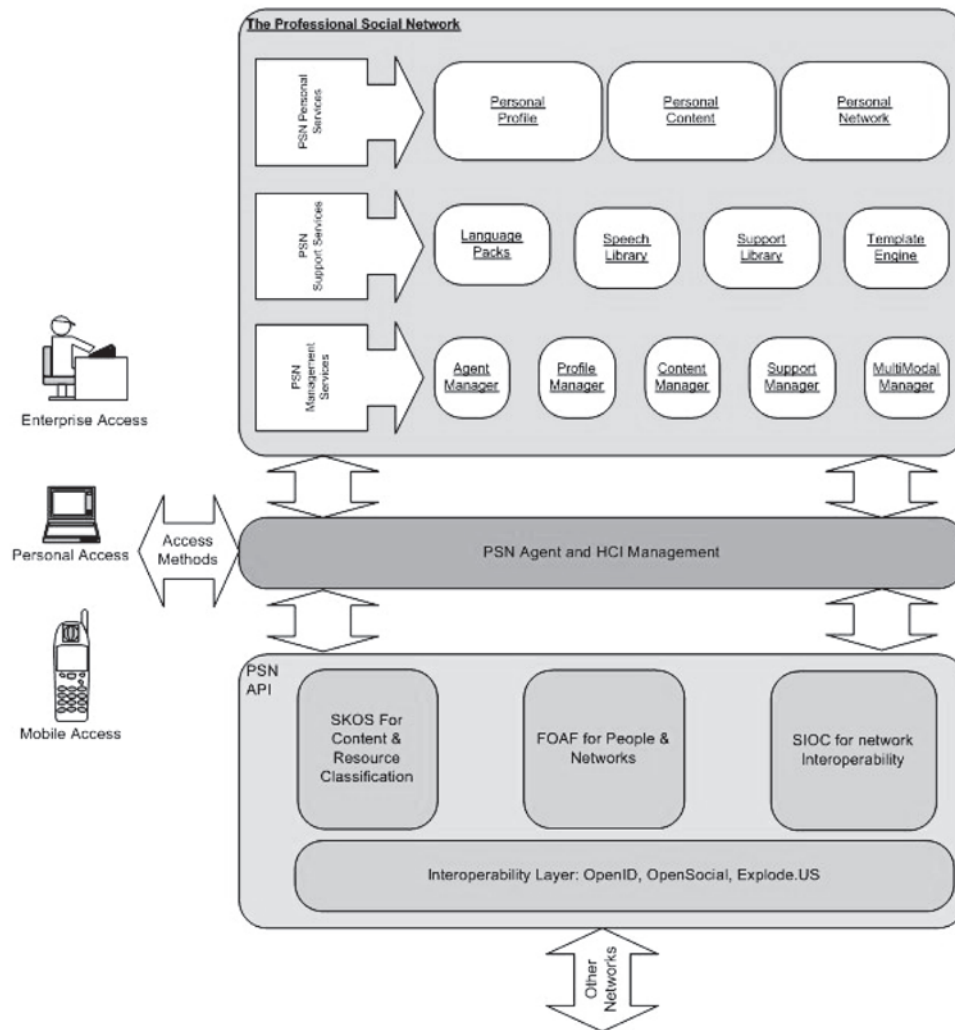 The Professional Social Network
PSN Personal
Services
Personal
Profile
Personal
Content
Personal
Network
PSN
Support Services
Language
Packs
Speech
Library
Support
Library
Template
Engine
PSN
Management
Services
Agent
Manager
Profile
Manager
Content
Manager
Support
Manager
MultiModal
Manager
Enterprise Access
Personal Access
Access
Methods
PSN Agent and HCI Management
Mobile Access
PSN
API
SKOS For
Content &
Resource
Classification
FOAF for People &
Networks
SIOC for network
Interoperability
Interoperability Layer: OpenID, OpenSocial, Explode.US
Other
Networks